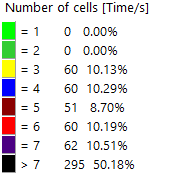 Number of cells [Time/s]
= 1 0 0.00%
= 2 0 0.00%
= 3 60 10.13%
= 4 60 10.29%
= 5 51 8.70%
= 6 60 10.19%
= 7 62 10.51%
> 7 295 50.18%